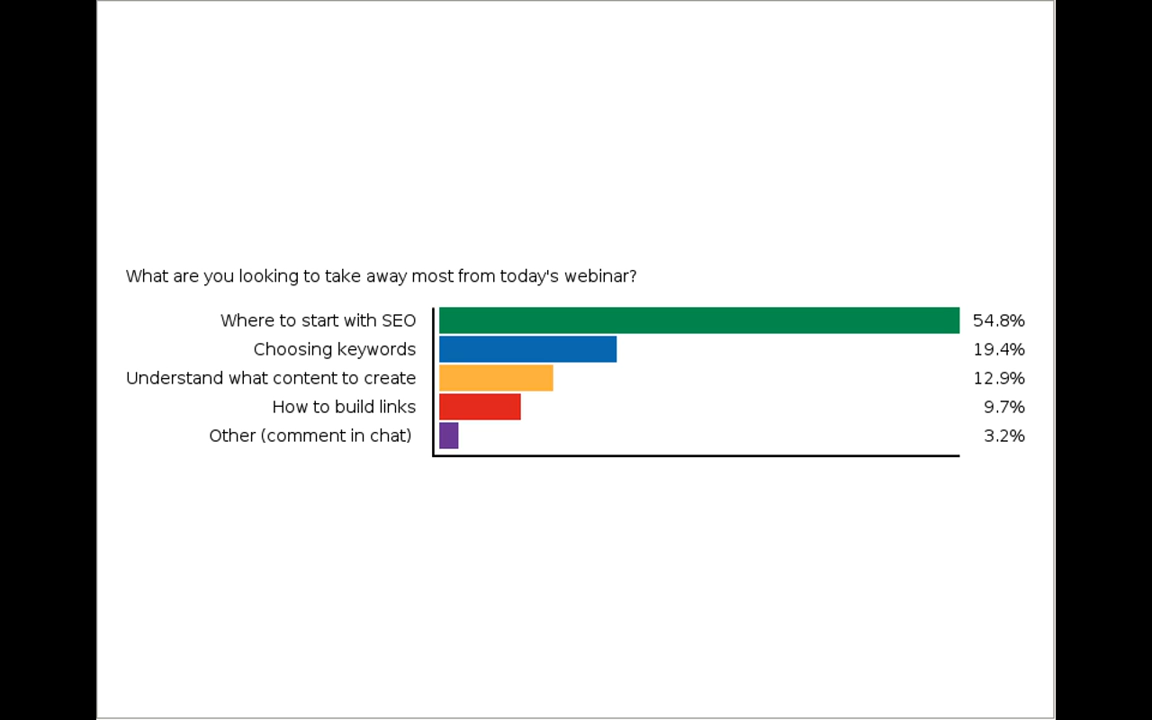 What are you looking to take away most from today's webinar?
Where to start with SEO 54.8%
Choosing keywords 19.4%
Understand what content to create 12.9%
How to build links 9.7%
Other (comment in chat) 3.2%